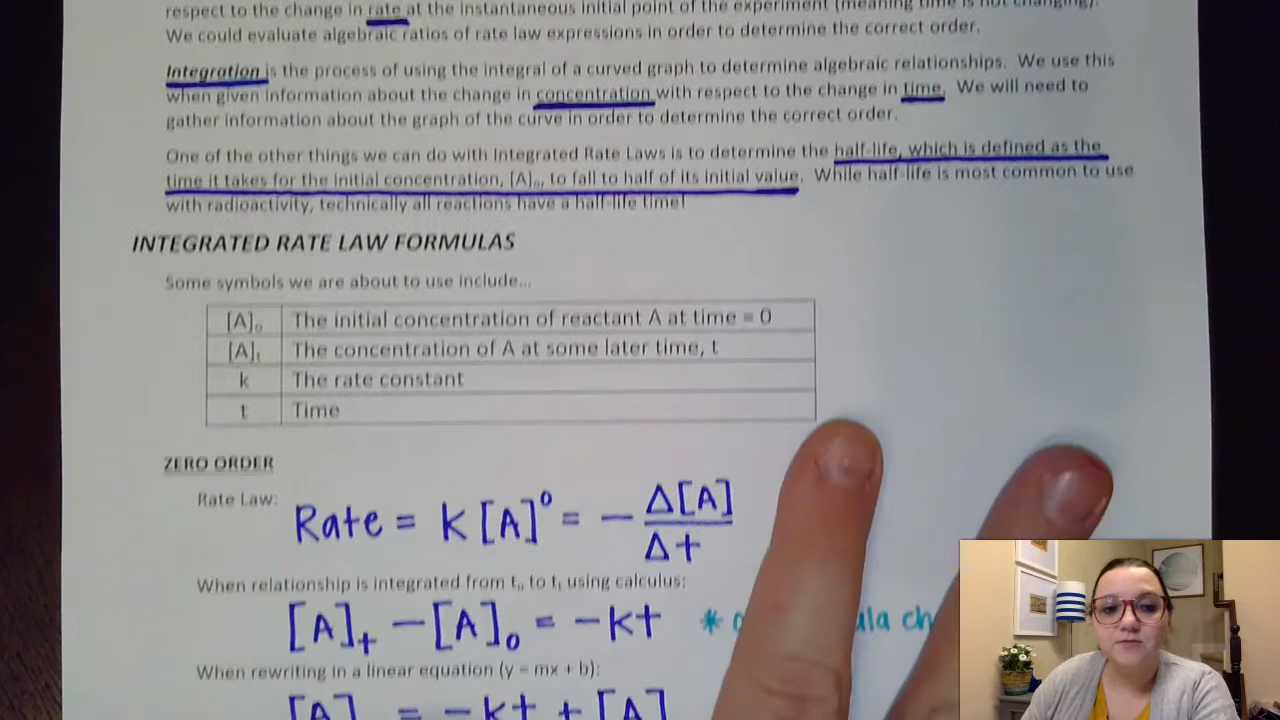 respect to the change in rate at the instantaneous initial point of the experiment (meaning time is not changing).
We could evaluate algebraic ratios of rate law expressions in order to determine the correct order.
Integration is the process of using the integral of a curved graph to determine algebraic relationships. We use this
when given information about the change in concentration with respect to the change in time. We will need to
gather information about the graph of the curve in order to determine the correct order.
One of the other things we can do with Integrated Rate Laws is to determine the half-life, which is defined as the
time it takes for the initial concentration, [A]₀, to fall to half of its initial value. While half-life is most common to use
with radioactivity, technically all reactions have a half-life time!
INTEGRATED RATE LAW FORMULAS
Some symbols we are about to use include...
[A]₀ The initial concentration of reactant A at time = 0
[A]ₜ The concentration of A at some later time, t
k The rate constant
t Time
ZERO ORDER
Rate Law:
Rate = k[A]⁰ = - Δ[A]/Δt
When relationship is integrated from t₀ to tₜ using calculus:
[A]ₜ - [A]₀ = -kt *
When rewriting in a linear equation (y = mx + b):
[A] = -kt + [A]